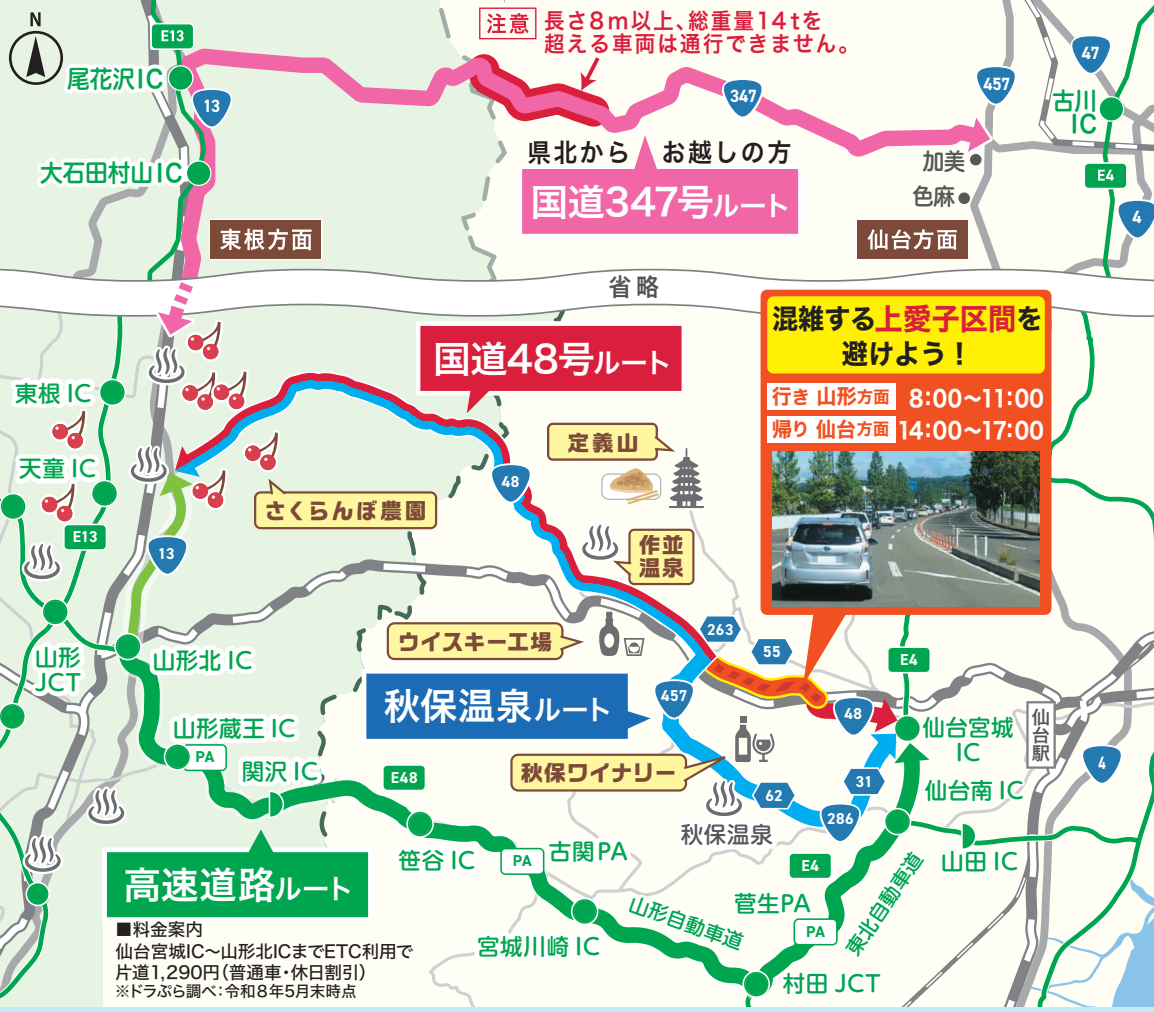 N
注意
長さ8m以上、総重量14tを
超える車両は通行できません。
E13
尾花沢IC
13
347
457
47
古川
IC
大石田村山IC
県北から お越しの方
国道347号ルート
加美
色麻
E4
4
東根方面
仙台方面
省略
混雑する上愛子区間を
避けよう！
行き 山形方面 8:00～11:00
帰り 仙台方面 14:00～17:00
国道48号ルート
東根 IC
天童 IC
E13
さくらんぼ農園
定義山
48
作並
温泉
13
ウイスキー工場
263
55
E4
山形
JCT
山形北 IC
秋保温泉ルート
457
48
仙台宮城
IC
仙台駅
4
山形蔵王 IC
PA
関沢 IC
E48
秋保ワイナリー
62
31
286
秋保温泉
仙台南 IC
山田 IC
笹谷 IC
PA
古関PA
E4
高速道路ルート
菅生PA
PA
東北自動車道
山形自動車道
宮城川崎 IC
村田 JCT
■料金案内
仙台宮城IC～山形北ICまでETC利用で
片道1,290円（普通車・休日割引）
※ドラぷら調べ：令和8年5月末時点